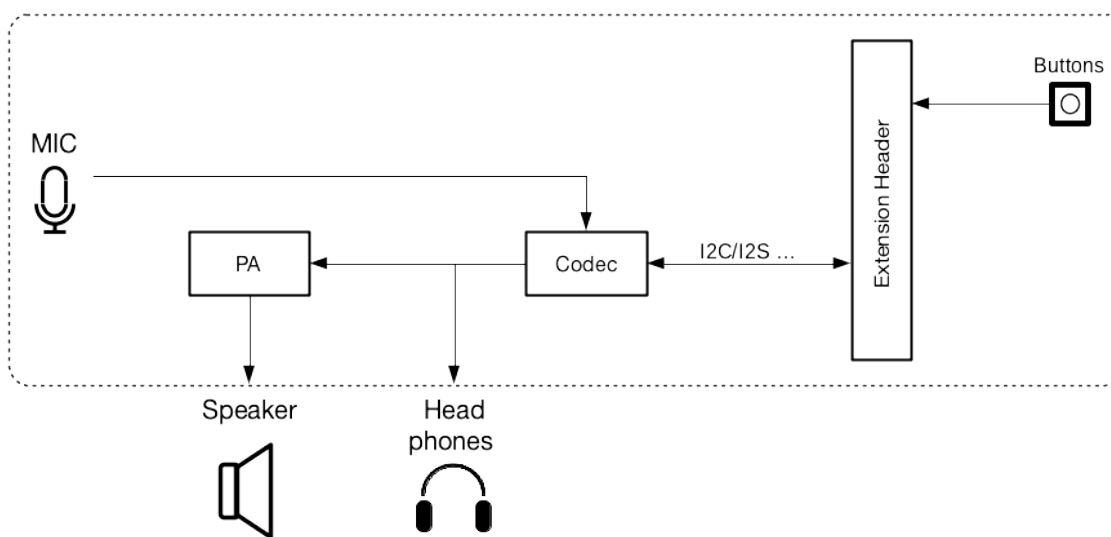 Buttons
MIC
Extension Header
PA
Codec
I2C/I2S ...
Speaker
Head
phones